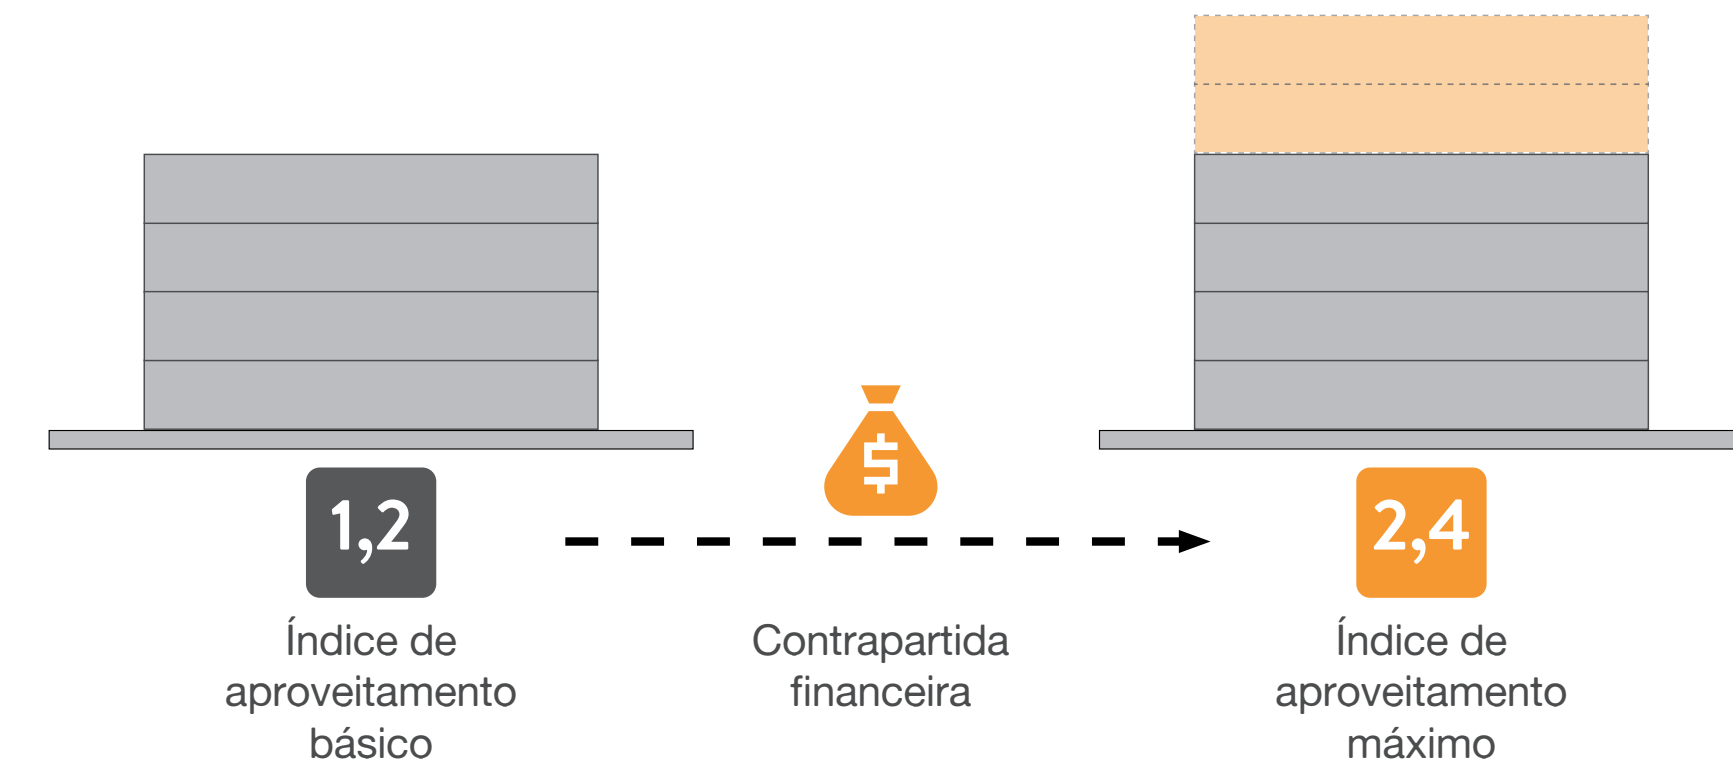 $
1,2
2,4
Índice de
aproveitamento
básico
Contrapartida
financeira
Índice de
aproveitamento
máximo